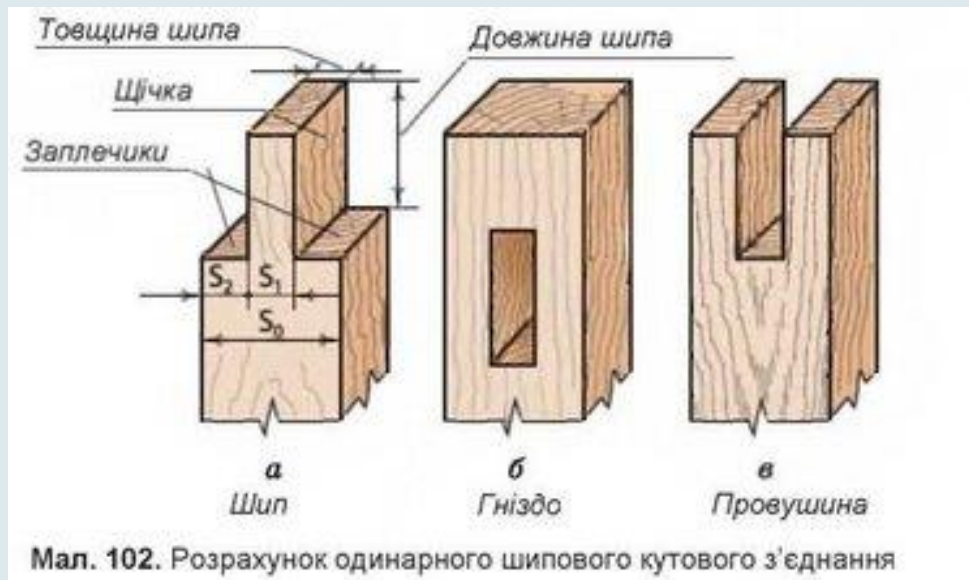 Товщина шипа
Довжина шипа
Щічка
Заплечики
S₂ S₁
S₀
а б в
Шип Гніздо Провушина
Мал. 102. Розрахунок одинарного шипового кутового з'єднання